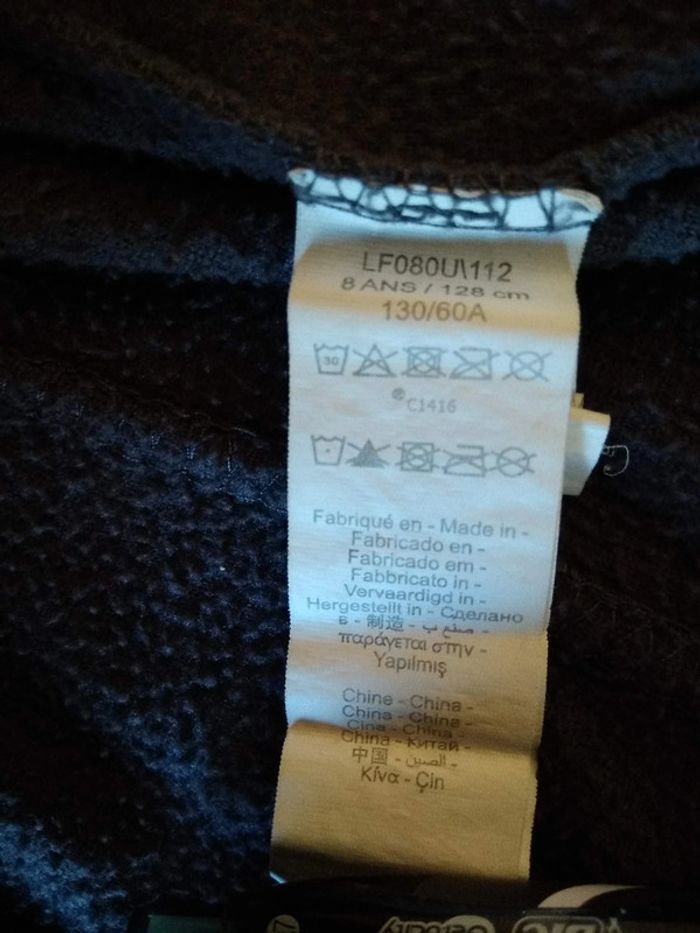 LF080U\112
8 ANS / 128 cm
130/60A
30
®C1416
Fabriqué en - Made in -
Fabricado en -
Fabricado em -
Fabbricato in -
Vervaardigd in -
Hergestellt in - Сделано
в - 制造 - صنع ب -
παράγεται στην -
Yapılmış
Chine - China -
China - China -
Cina - China -
China - Китай -
中国 - الصين -
Κίνα - Çin